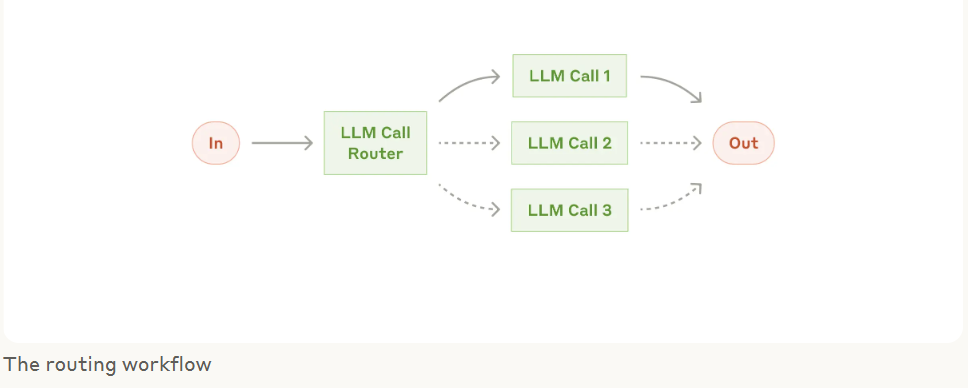 In
LLM Call
Router
LLM Call 1
LLM Call 2
LLM Call 3
Out
The routing workflow